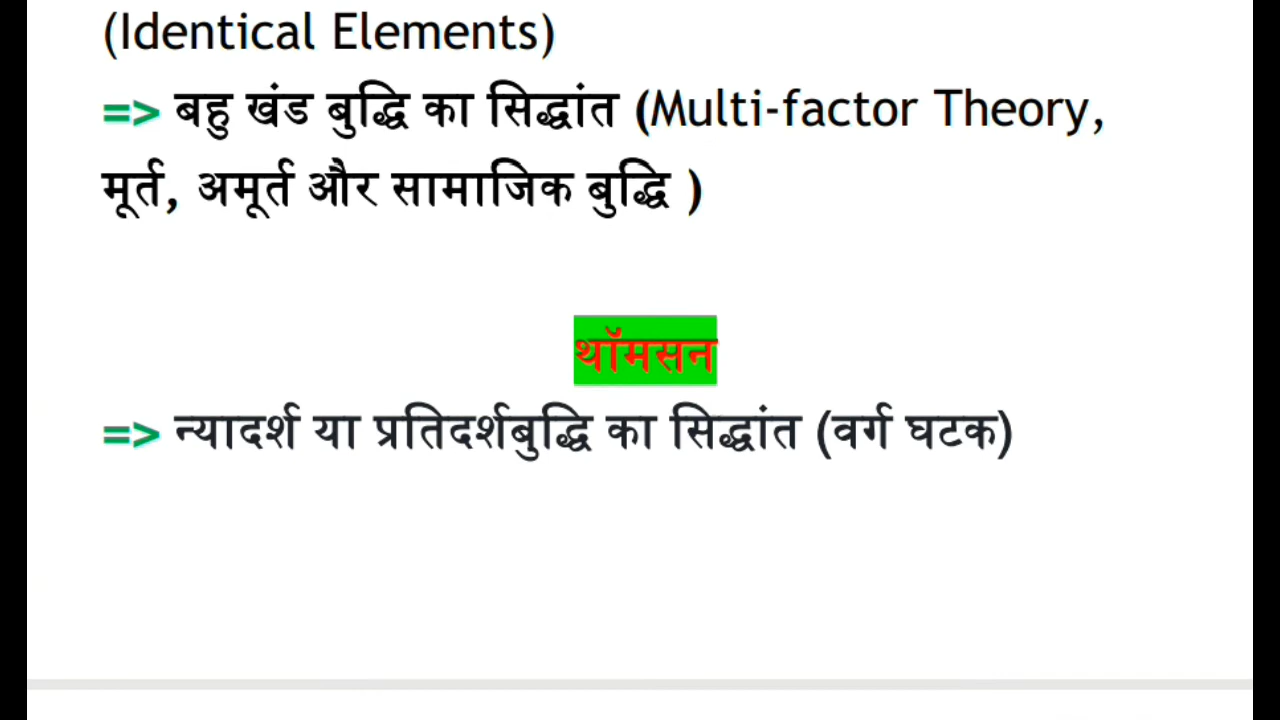 (Identical Elements)
=> बहु खंड बुद्धि का सिद्धांत (Multi-factor Theory,
मूर्त, अमूर्त और सामाजिक बुद्धि )
थॉमसन
=> न्यादर्श या प्रतिदर्शबुद्धि का सिद्धांत (वर्ग घटक)